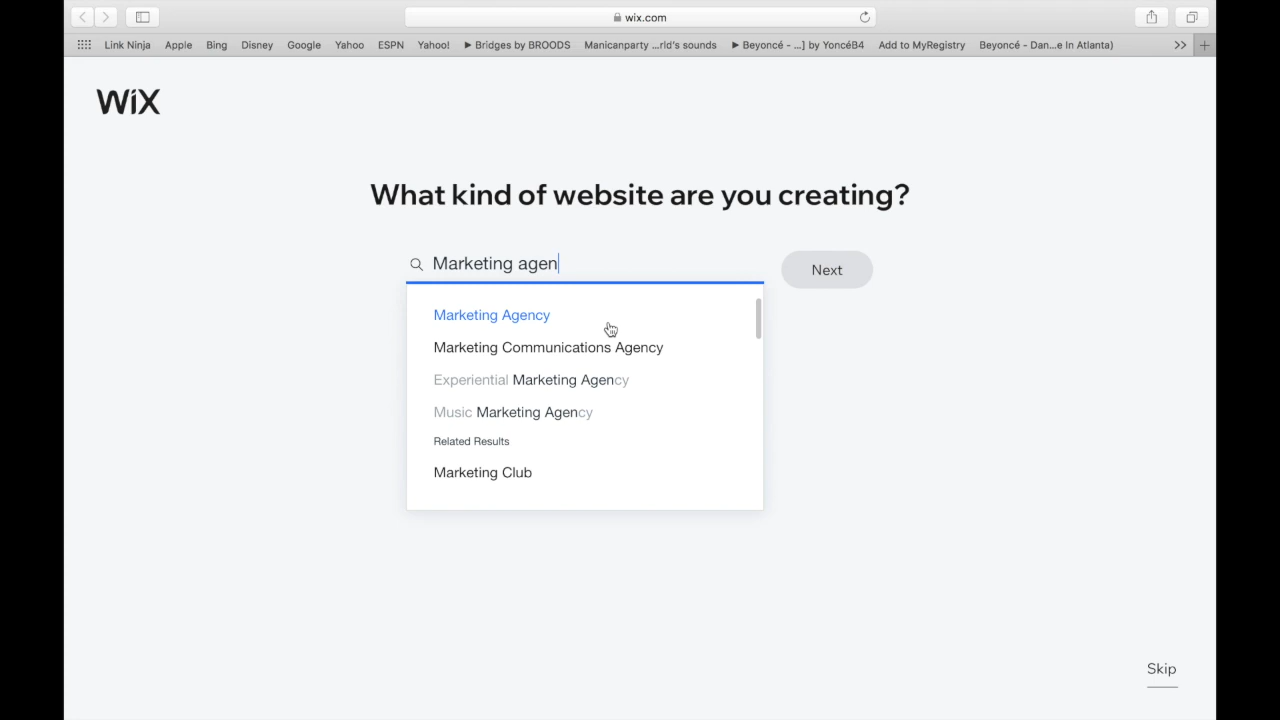 wix.com
Link Ninja Apple Bing Disney Google Yahoo ESPN Yahoo! ▶ Bridges by BROODS Manicanparty ...rld's sounds ▶ Beyoncé - ...] by YoncéB4 Add to MyRegistry Beyoncé - Dan...e In Atlanta) >>
WiX
What kind of website are you creating?
Marketing agen
Next
Marketing Agency
Marketing Communications Agency
Experiential Marketing Agency
Music Marketing Agency
Related Results
Marketing Club
Skip